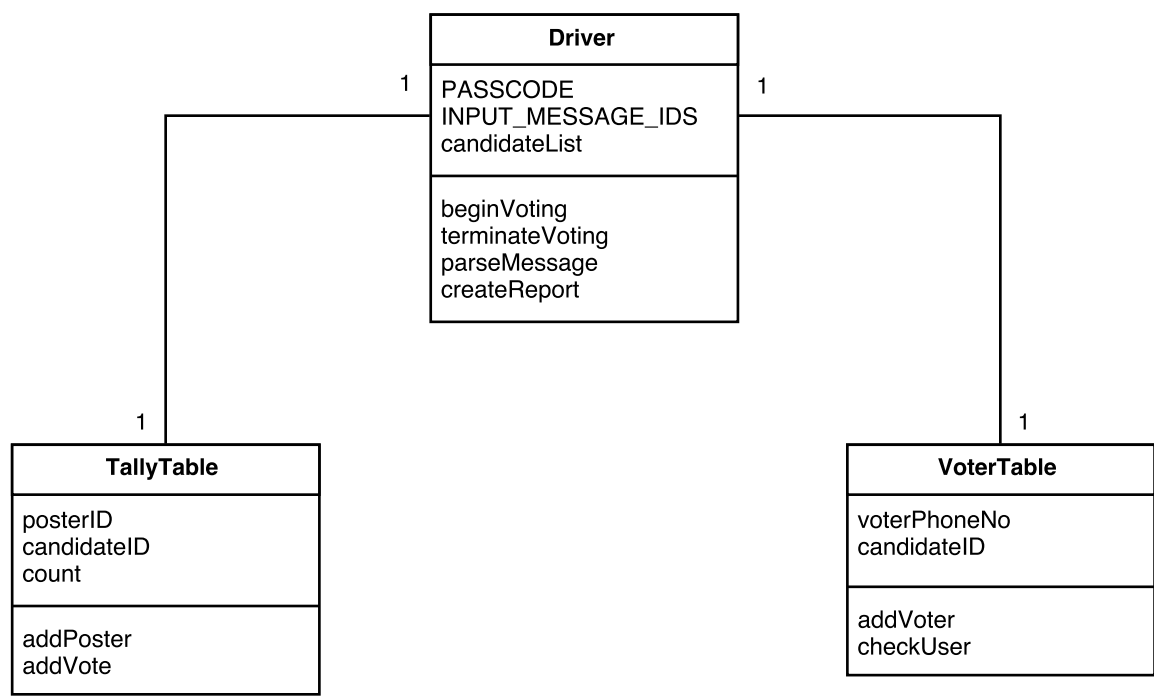 Driver
1
PASSCODE
1
INPUT_MESSAGE_IDS
candidateList
beginVoting
terminateVoting
parseMessage
createReport
1
TallyTable
posterID
candidateID
count
addPoster
addVote
1
VoterTable
voterPhoneNo
candidateID
addVoter
checkUser